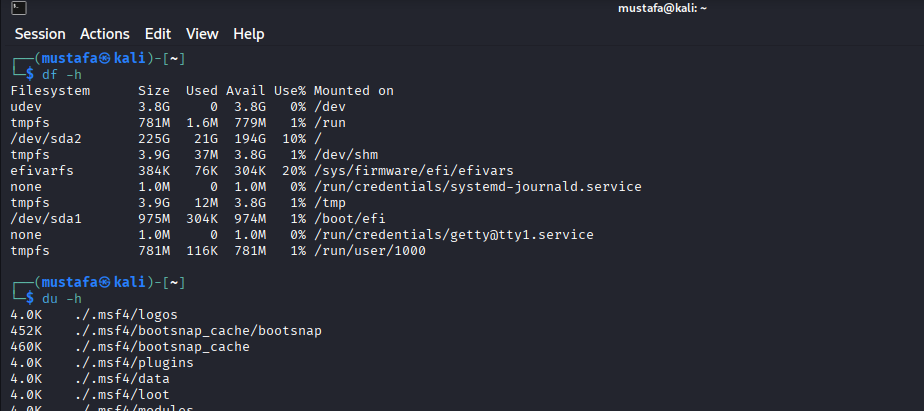 mustafa@kali: ~
Session Actions Edit View Help
┌──(mustafa㉿kali)-[~]
└─$ df -h
Filesystem      Size  Used Avail Use% Mounted on
udev            3.8G     0  3.8G   0% /dev
tmpfs           781M  1.6M  779M   1% /run
/dev/sda2       225G   21G  194G  10% /
tmpfs           3.9G   37M  3.8G   1% /dev/shm
efivarfs        384K   76K  304K  20% /sys/firmware/efi/efivars
none            1.0M     0  1.0M   0% /run/credentials/systemd-journald.service
tmpfs           3.9G   12M  3.8G   1% /tmp
/dev/sda1       975M  304K  974M   1% /boot/efi
none            1.0M     0  1.0M   0% /run/credentials/getty@tty1.service
tmpfs           781M  116K  781M   1% /run/user/1000
┌──(mustafa㉿kali)-[~]
└─$ du -h
4.0K    ./.msf4/logos
452K    ./.msf4/bootsnap_cache/bootsnap
460K    ./.msf4/bootsnap_cache
4.0K    ./.msf4/plugins
4.0K    ./.msf4/data
4.0K    ./.msf4/loot
4.0K    ./.msf4/modules